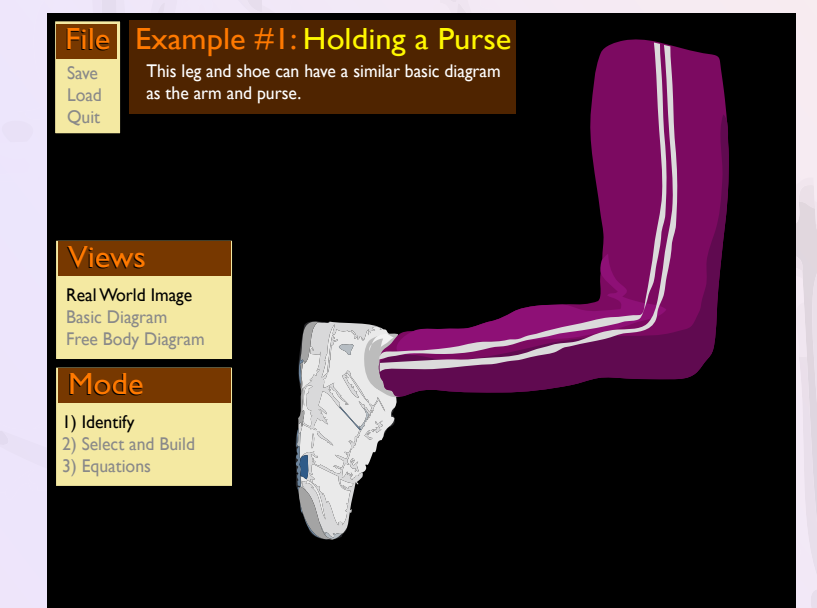 File
Save
Load
Quit
Example #1: Holding a Purse
This leg and shoe can have a similar basic diagram
as the arm and purse.
Views
Real World Image
Basic Diagram
Free Body Diagram
Mode
1) Identify
2) Select and Build
3) Equations